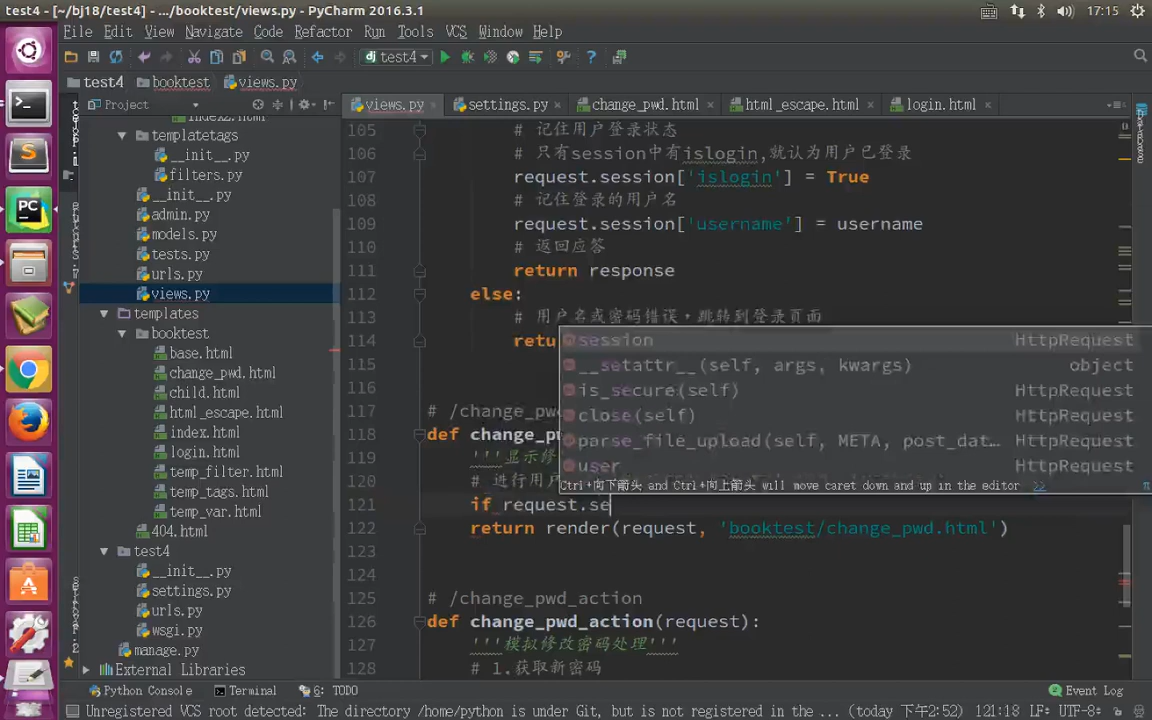 test4 - [~/bj18/test4] - .../booktest/views.py - PyCharm 2016.3.1
17:15
File Edit View Navigate Code Refactor Run Tools VCS Window Help
dj test4
test4 booktest views.py
Project
views.py settings.py change_pwd.html html_escape.html login.html
index2.html
templatetags
__init__.py
filters.py
__init__.py
admin.py
models.py
tests.py
urls.py
views.py
templates
booktest
base.html
change_pwd.html
child.html
html_escape.html
index.html
login.html
temp_filter.html
temp_tags.html
temp_var.html
404.html
test4
__init__.py
settings.py
urls.py
wsgi.py
manage.py
External Libraries
105 # 记住用户登录状态
106 # 只有session中有islogin,就认为用户已登录
107 request.session['islogin'] = True
108 # 记住登录的用户名
109 request.session['username'] = username
110 # 返回应答
111 return response
112 else:
113 # 用户名或密码错误，跳转到登录页面
114 retu
115
116
117 # /change_pwd
118 def change_p
119 '''显示修
120 # 进行用户
121 if request.se
122 return render(request, 'booktest/change_pwd.html')
123
124
125 # /change_pwd_action
126 def change_pwd_action(request):
127 '''模拟修改密码处理'''
128 # 1.获取新密码
session HttpRequest
__setattr__(self, args, kwargs) object
is_secure(self) HttpRequest
close(self) HttpRequest
parse_file_upload(self, META, post_dat... HttpRequest
user HttpRequest
Ctrl+向下箭头 and Ctrl+向上箭头 will move caret down and up in the editor >> π
Python Console Terminal 6: TODO Event Log
Unregistered VCS root detected: The directory /home/python is under Git, but is not registered in the ... (today 下午2:52) 121:18 LF÷ UTF-8÷